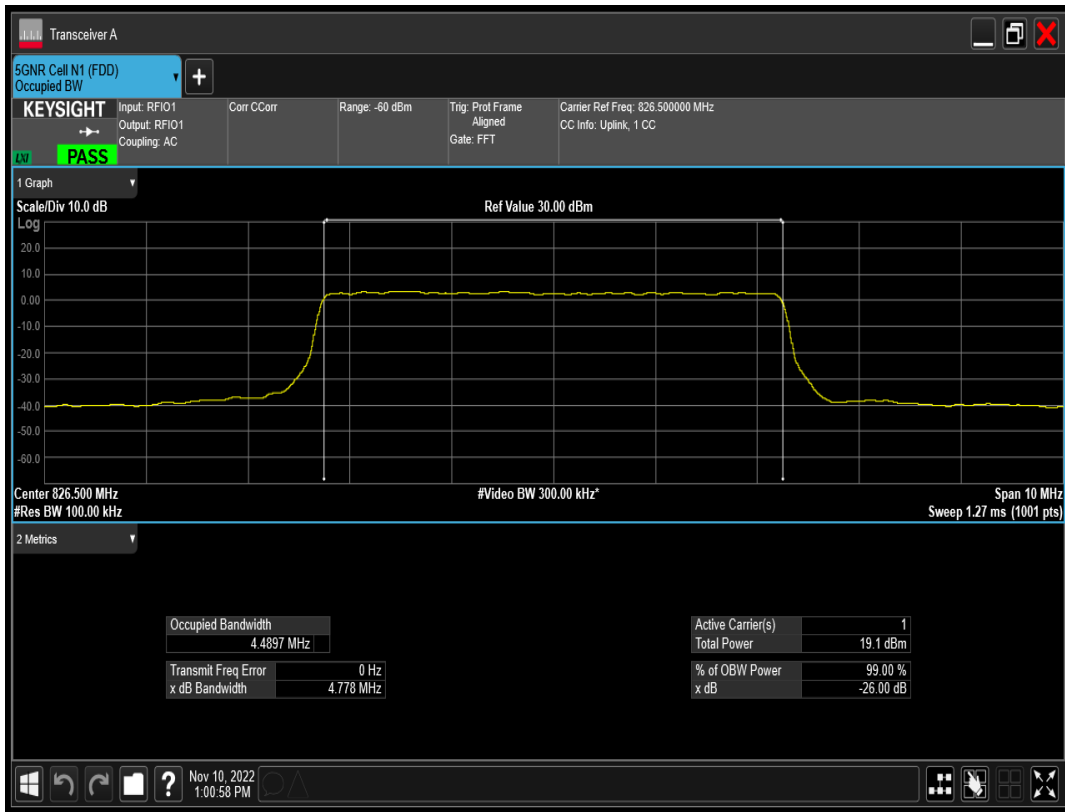 Transceiver A
5GNR Cell N1 (FDD)
Occupied BW
KEYSIGHT
LXI
PASS
Input: RFIO1
Output: RFIO1
Coupling: AC
Corr CCorr
Range: -60 dBm
Trig: Prot Frame
Aligned
Gate: FFT
Carrier Ref Freq: 826.500000 MHz
CC Info: Uplink, 1 CC
1 Graph
Scale/Div 10.0 dB
Ref Value 30.00 dBm
Log
20.0
10.0
0.00
-10.0
-20.0
-30.0
-40.0
-50.0
-60.0
Center 826.500 MHz
#Video BW 300.00 kHz*
Span 10 MHz
#Res BW 100.00 kHz
Sweep 1.27 ms (1001 pts)
2 Metrics
Occupied Bandwidth
4.4897 MHz
Transmit Freq Error 0 Hz
x dB Bandwidth 4.778 MHz
Active Carrier(s) 1
Total Power 19.1 dBm
% of OBW Power 99.00 %
x dB -26.00 dB
?
Nov 10, 2022
1:00:58 PM